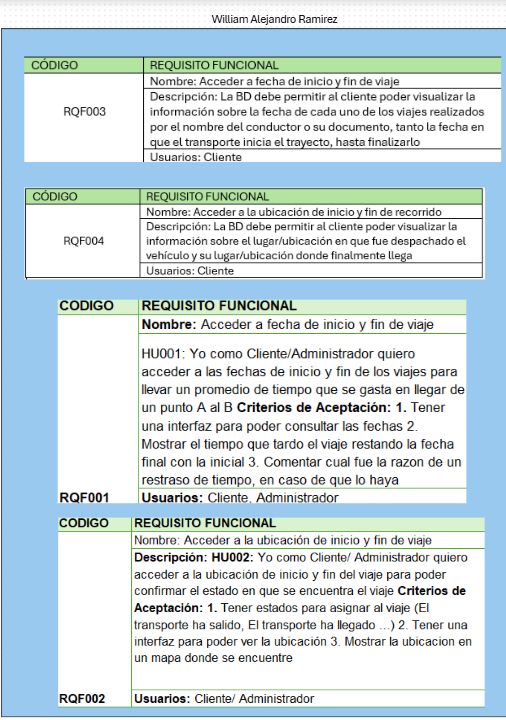 William Alejandro Ramirez
CÓDIGO REQUISITO FUNCIONAL
Nombre: Acceder a fecha de inicio y fin de viaje
RQF003
Descripción: La BD debe permitir al cliente poder visualizar la
información sobre la fecha de cada uno de los viajes realizados
por el nombre del conductor o su documento, tanto la fecha en
que el transporte inicia el trayecto, hasta finalizarlo
Usuarios: Cliente
CÓDIGO REQUISITO FUNCIONAL
Nombre: Acceder a la ubicación de inicio y fin de recorrido
RQF004
Descripción: La BD debe permitir al cliente poder visualizar la
información sobre el lugar/ubicación en que fue despachado el
vehículo y su lugar/ubicación donde finalmente llega
Usuarios: Cliente
CODIGO REQUISITO FUNCIONAL
Nombre: Acceder a fecha de inicio y fin de viaje
HU001: Yo como Cliente/Administrador quiero
acceder a las fechas de inicio y fin de los viajes para
llevar un promedio de tiempo que se gasta en llegar de
un punto A al B Criterios de Aceptación: 1. Tener
una interfaz para poder consultar las fechas 2.
Mostrar el tiempo que tardo el viaje restando la fecha
final con la inicial 3. Comentar cual fue la razon de un
restraso de tiempo, en caso de que lo haya
RQF001 Usuarios: Cliente, Administrador
CODIGO REQUISITO FUNCIONAL
Nombre: Acceder a la ubicación de inicio y fin de viaje
Descripción: HU002: Yo como Cliente/ Administrador quiero
acceder a la ubicación de inicio y fin del viaje para poder
confirmar el estado en que se encuentra el viaje Criterios de
Aceptación: 1. Tener estados para asignar al viaje (El
transporte ha salido, El transporte ha llegado ...) 2. Tener una
interfaz para poder ver la ubicación 3. Mostrar la ubicacion en
un mapa donde se encuentre
RQF002 Usuarios: Cliente/ Administrador